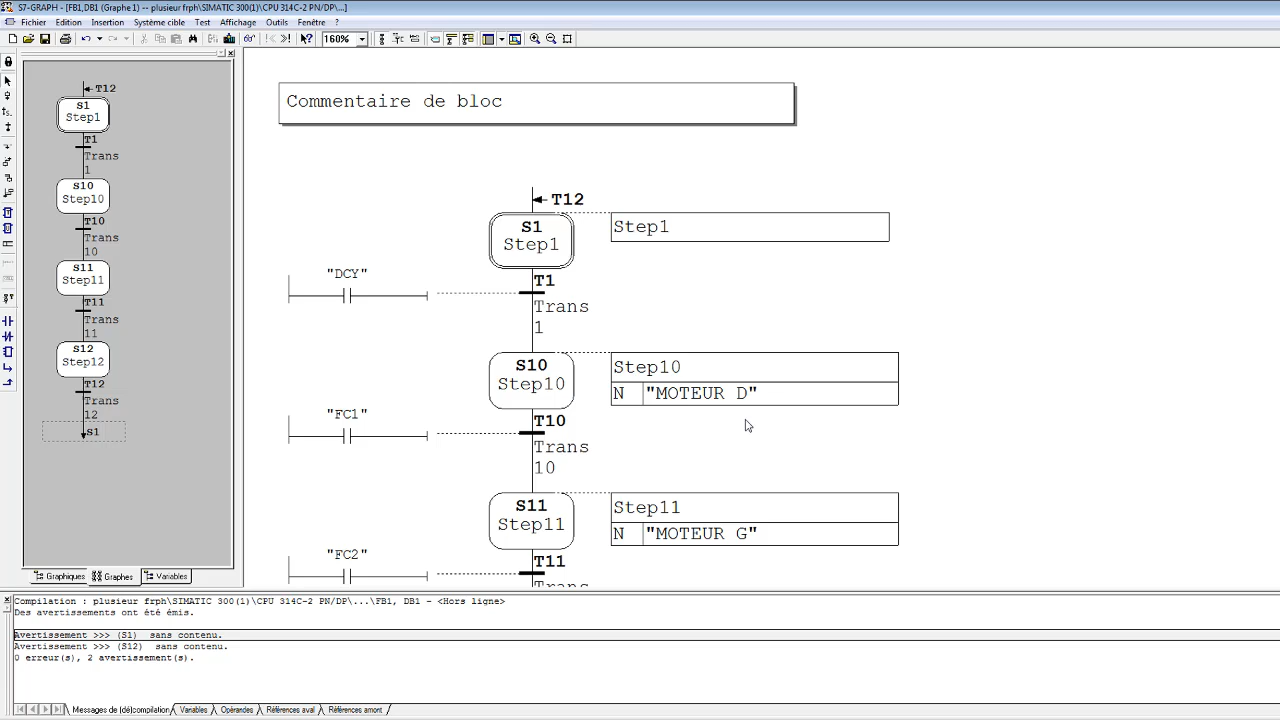 S7-GRAPH - [FB1,DB1 (Graphe 1)\ plusieur frph\SIMATIC 300(1)\CPU 314C-2 PN/DP\...]
Fichier Edition Insertion Système cible Test Affichage Outils Fenêtre ?
160%
T12
S1
Step1
T1
Trans
1
S10
Step10
T10
Trans
10
S11
Step11
T11
Trans
11
S12
Step12
T12
Trans
12
S1
Graphiques Graphes Variables
Commentaire de bloc
T12
S1
Step1
Step1
"DCY"
T1
Trans
1
S10
Step10
Step10
N "MOTEUR D"
"FC1"
T10
Trans
10
S11
Step11
Step11
N "MOTEUR G"
"FC2"
T11
Trans
Compilation : plusieur frph\SIMATIC 300(1)\CPU 314C-2 PN/DP\...\FB1, DB1 - <Hors ligne>
Des avertissements ont été émis.
Avertissement >>> (S1) sans contenu.
Avertissement >>> (S12) sans contenu.
0 erreur(s), 2 avertissement(s).
Messages de (dé)compilation Variables Opérandes Références aval Références amont